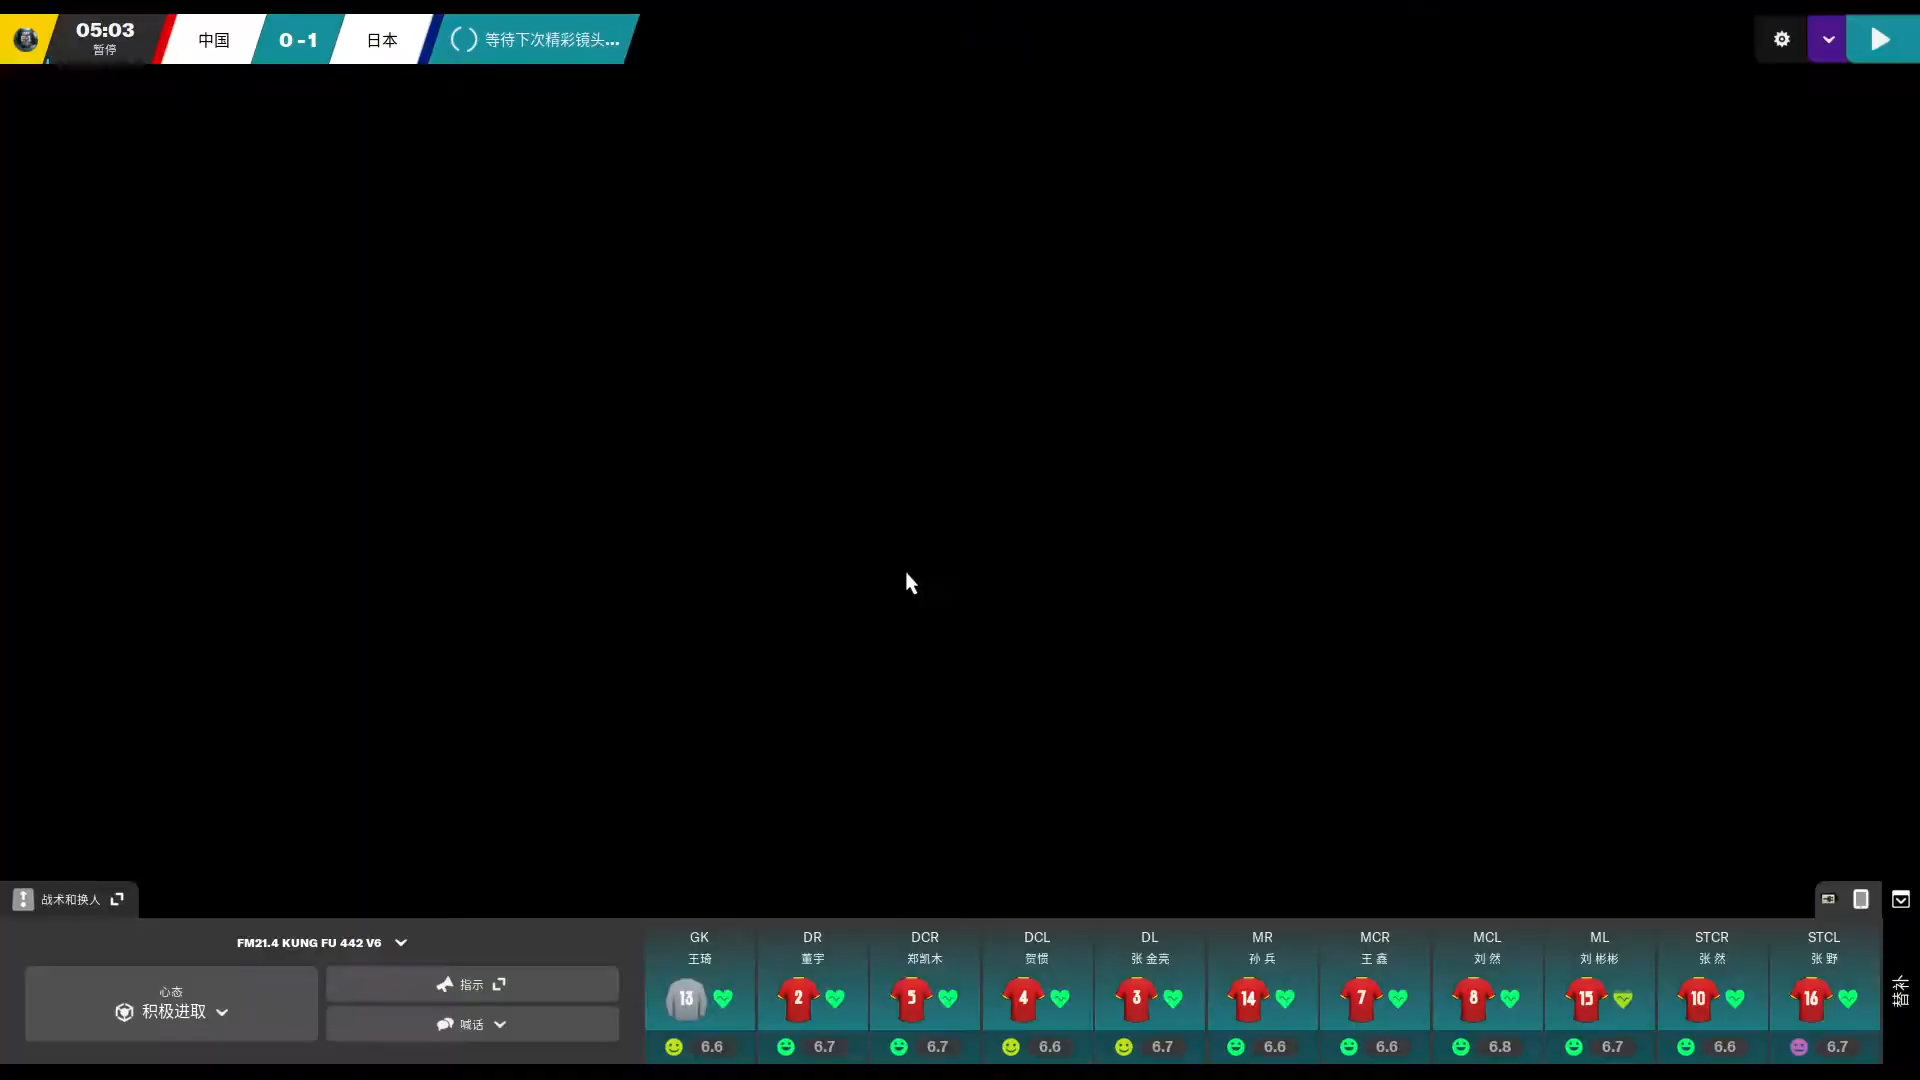 05:03
暂停
中国
0 - 1
日本
等待下次精彩镜头...
战术和换人
FM21.4 KUNG FU 442 V6
心态
积极进取
指示
喊话
GK
王琦
13
6.6
DR
董宇
2
6.7
DCR
郑凯木
5
6.7
DCL
贺惯
4
6.6
DL
张 金亮
3
6.7
MR
孙 兵
14
6.6
MCR
王 鑫
7
6.6
MCL
刘 然
8
6.8
ML
刘 彬彬
15
6.7
STCR
张 然
10
6.6
STCL
张 野
16
6.7
替补